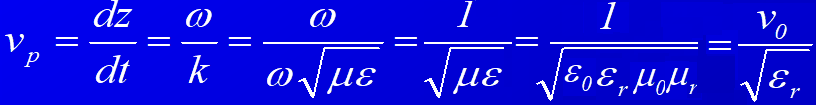 v_p = dz/dt = ω/k = ω/(ω√(με)) = 1/√(με) = 1/√(ε_0 ε_r μ_0 μ_r) = v_0/√(ε_r)